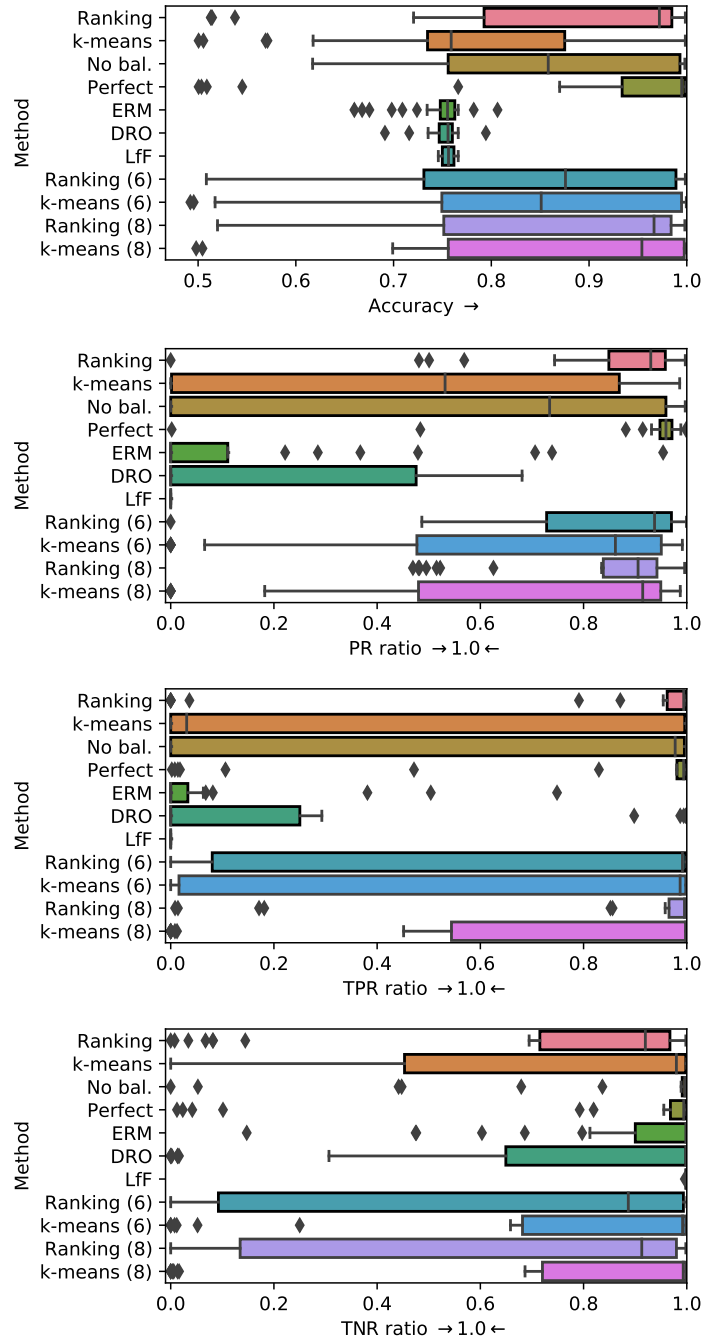 Method
Ranking
k-means
No bal.
Perfect
ERM
DRO
LfF
Ranking (6)
k-means (6)
Ranking (8)
k-means (8)
0.5 0.6 0.7 0.8 0.9 1.0
Accuracy →
Method
Ranking
k-means
No bal.
Perfect
ERM
DRO
LfF
Ranking (6)
k-means (6)
Ranking (8)
k-means (8)
0.0 0.2 0.4 0.6 0.8 1.0
PR ratio →1.0←
Method
Ranking
k-means
No bal.
Perfect
ERM
DRO
LfF
Ranking (6)
k-means (6)
Ranking (8)
k-means (8)
0.0 0.2 0.4 0.6 0.8 1.0
TPR ratio →1.0←
Method
Ranking
k-means
No bal.
Perfect
ERM
DRO
LfF
Ranking (6)
k-means (6)
Ranking (8)
k-means (8)
0.0 0.2 0.4 0.6 0.8 1.0
TNR ratio →1.0←